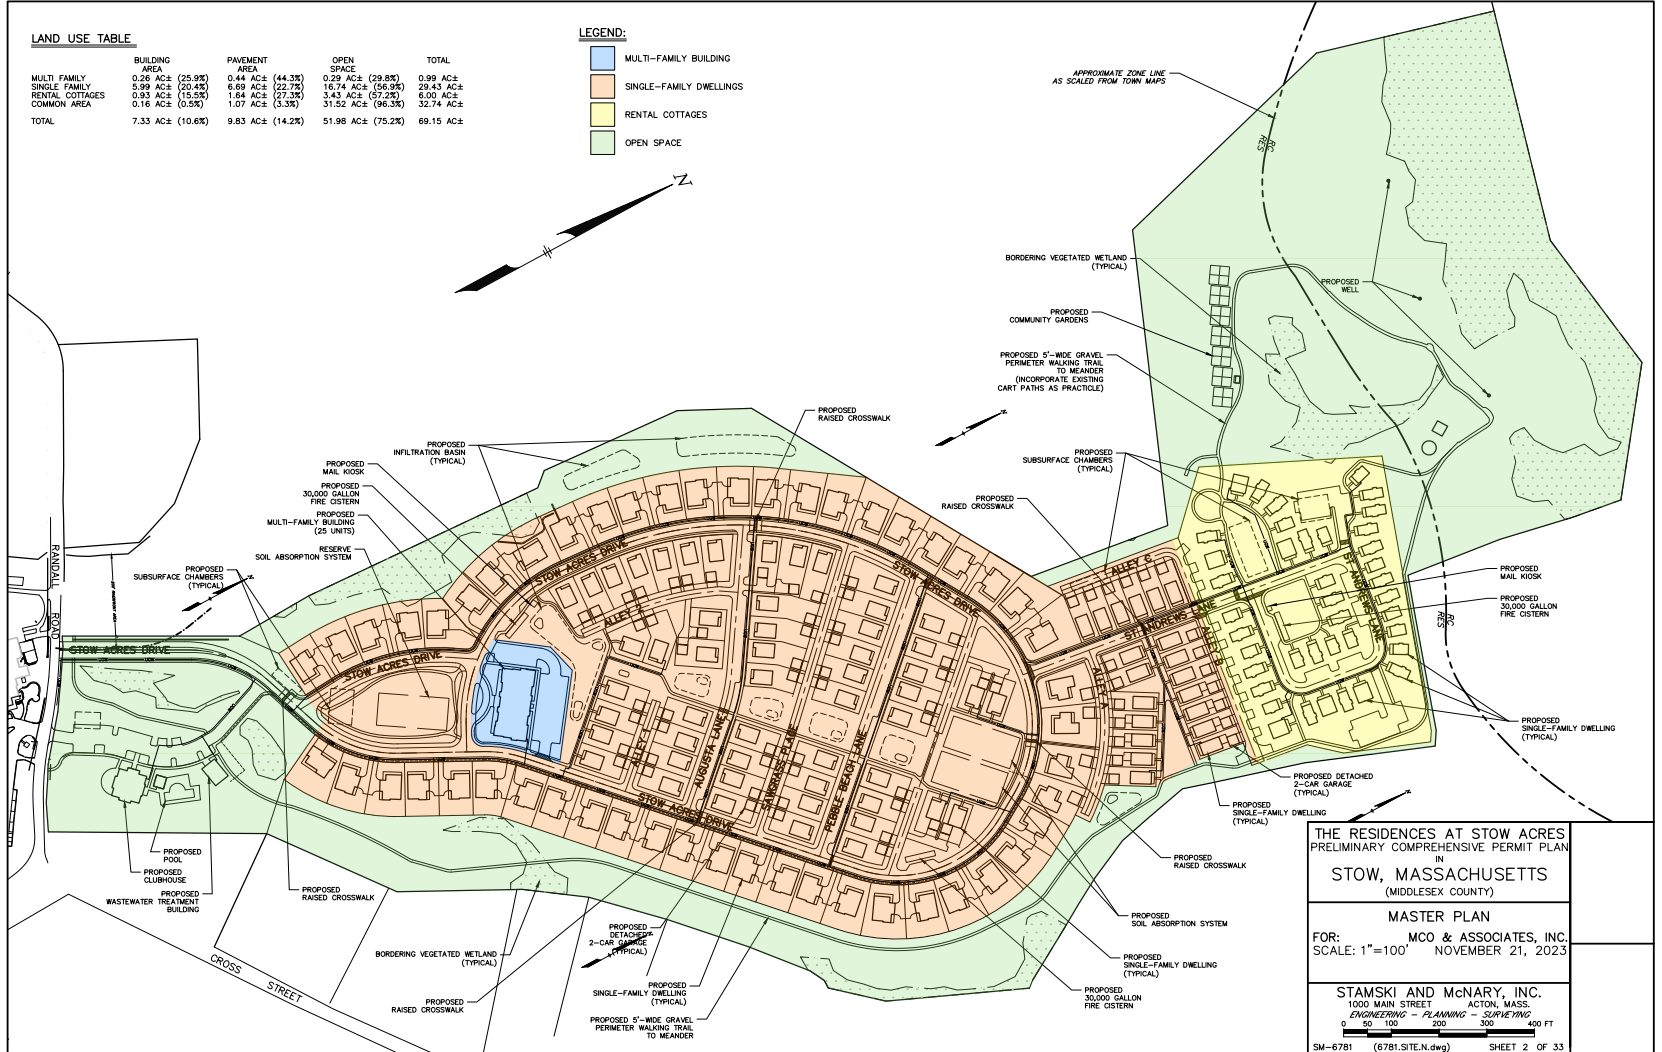 LAND USE TABLE
BUILDING AREA PAVEMENT AREA OPEN SPACE TOTAL
MULTI FAMILY 0.26 AC± (25.9%) 0.44 AC± (44.3%) 0.29 AC± (29.8%) 0.99 AC±
SINGLE FAMILY 5.99 AC± (20.4%) 6.69 AC± (22.7%) 16.74 AC± (56.9%) 29.43 AC±
RENTAL COTTAGES 0.93 AC± (15.5%) 1.64 AC± (27.3%) 3.43 AC± (57.2%) 6.00 AC±
COMMON AREA 0.16 AC± (0.5%) 1.07 AC± (3.3%) 31.52 AC± (96.3%) 32.74 AC±
TOTAL 7.33 AC± (10.6%) 9.83 AC± (14.2%) 51.98 AC± (75.2%) 69.15 AC±
LEGEND:
MULTI-FAMILY BUILDING
SINGLE-FAMILY DWELLINGS
RENTAL COTTAGES
OPEN SPACE
N
APPROXIMATE ZONE LINE
AS SCALED FROM TOWN MAPS
RC
RES
BORDERING VEGETATED WETLAND
(TYPICAL)
PROPOSED
WELL
PROPOSED
COMMUNITY GARDENS
PROPOSED 5'-WIDE GRAVEL
PERIMETER WALKING TRAIL
TO MEANDER
(INCORPORATE EXISTING
CART PATHS AS PRACTICLE)
PROPOSED
RAISED CROSSWALK
PROPOSED
INFILTRATION BASIN
(TYPICAL)
PROPOSED
MAIL KIOSK
PROPOSED
30,000 GALLON
FIRE CISTERN
PROPOSED
MULTI-FAMILY BUILDING
(25 UNITS)
RESERVE
SOIL ABSORPTION SYSTEM
PROPOSED
SUBSURFACE CHAMBERS
(TYPICAL)
PROPOSED
SUBSURFACE CHAMBERS
(TYPICAL)
PROPOSED
RAISED CROSSWALK
RANDALL ROAD
STOW ACRES DRIVE
STOW ACRES DRIVE
STOW ACRES DRIVE
STOW ACRES DRIVE
STOW ACRES DRIVE
ALLEY 2
ALLEY 1
AUGUSTA LANE
SAWGRASS PLACE
PEBBLE BEACH LANE
ALLEY A
ALLEY B
ALLEY C
ST ANDREWS LANE
ST ANDREWS LANE
PROPOSED
MAIL KIOSK
PROPOSED
30,000 GALLON
FIRE CISTERN
RC
RES
PROPOSED
SINGLE-FAMILY DWELLING
(TYPICAL)
PROPOSED DETACHED
2-CAR GARAGE
(TYPICAL)
PROPOSED
SINGLE-FAMILY DWELLING
(TYPICAL)
PROPOSED
RAISED CROSSWALK
PROPOSED
SOIL ABSORPTION SYSTEM
PROPOSED
SINGLE-FAMILY DWELLING
(TYPICAL)
PROPOSED
30,000 GALLON
FIRE CISTERN
PROPOSED
POOL
PROPOSED
CLUBHOUSE
PROPOSED
WASTEWATER TREATMENT
BUILDING
PROPOSED
RAISED CROSSWALK
BORDERING VEGETATED WETLAND
(TYPICAL)
PROPOSED
RAISED CROSSWALK
PROPOSED
DETACHED
2-CAR GARAGE
(TYPICAL)
PROPOSED
SINGLE-FAMILY DWELLING
(TYPICAL)
PROPOSED 5'-WIDE GRAVEL
PERIMETER WALKING TRAIL
TO MEANDER
CROSS STREET
THE RESIDENCES AT STOW ACRES
PRELIMINARY COMPREHENSIVE PERMIT PLAN
IN
STOW, MASSACHUSETTS
(MIDDLESEX COUNTY)
MASTER PLAN
FOR: MCO & ASSOCIATES, INC.
SCALE: 1"=100' NOVEMBER 21, 2023
STAMSKI AND McNARY, INC.
1000 MAIN STREET ACTON, MASS.
ENGINEERING - PLANNING - SURVEYING
0 50 100 200 300 400 FT
SM-6781 (6781.SITE.N.dwg) SHEET 2 OF 33